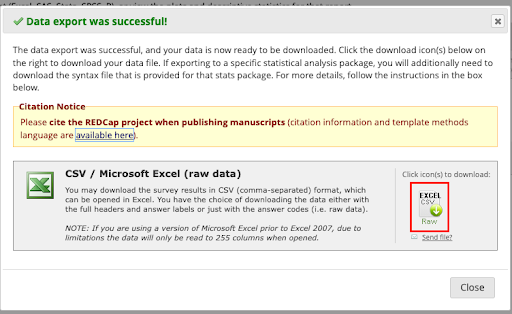 Data export was successful!
The data export was successful, and your data is now ready to be downloaded. Click the download icon(s) below on
the right to download your data file. If exporting to a specific statistical analysis package, you will additionally need to
download the syntax file that is provided for that stats package. For more details, follow the instructions in the box
below.
Citation Notice
Please cite the REDCap project when publishing manuscripts (citation information and template methods
language are available here).
CSV / Microsoft Excel (raw data)
Click icon(s) to download:
You may download the survey results in CSV (comma-separated) format, which
can be opened in Excel. You have the choice of downloading the data either with
the full headers and answer labels or just with the answer codes (i.e. raw data).
EXCEL
CSV
Raw
NOTE: If you are using a version of Microsoft Excel prior to Excel 2007, due to
limitations the data will only be read to 255 columns when opened.
Send file?
Close